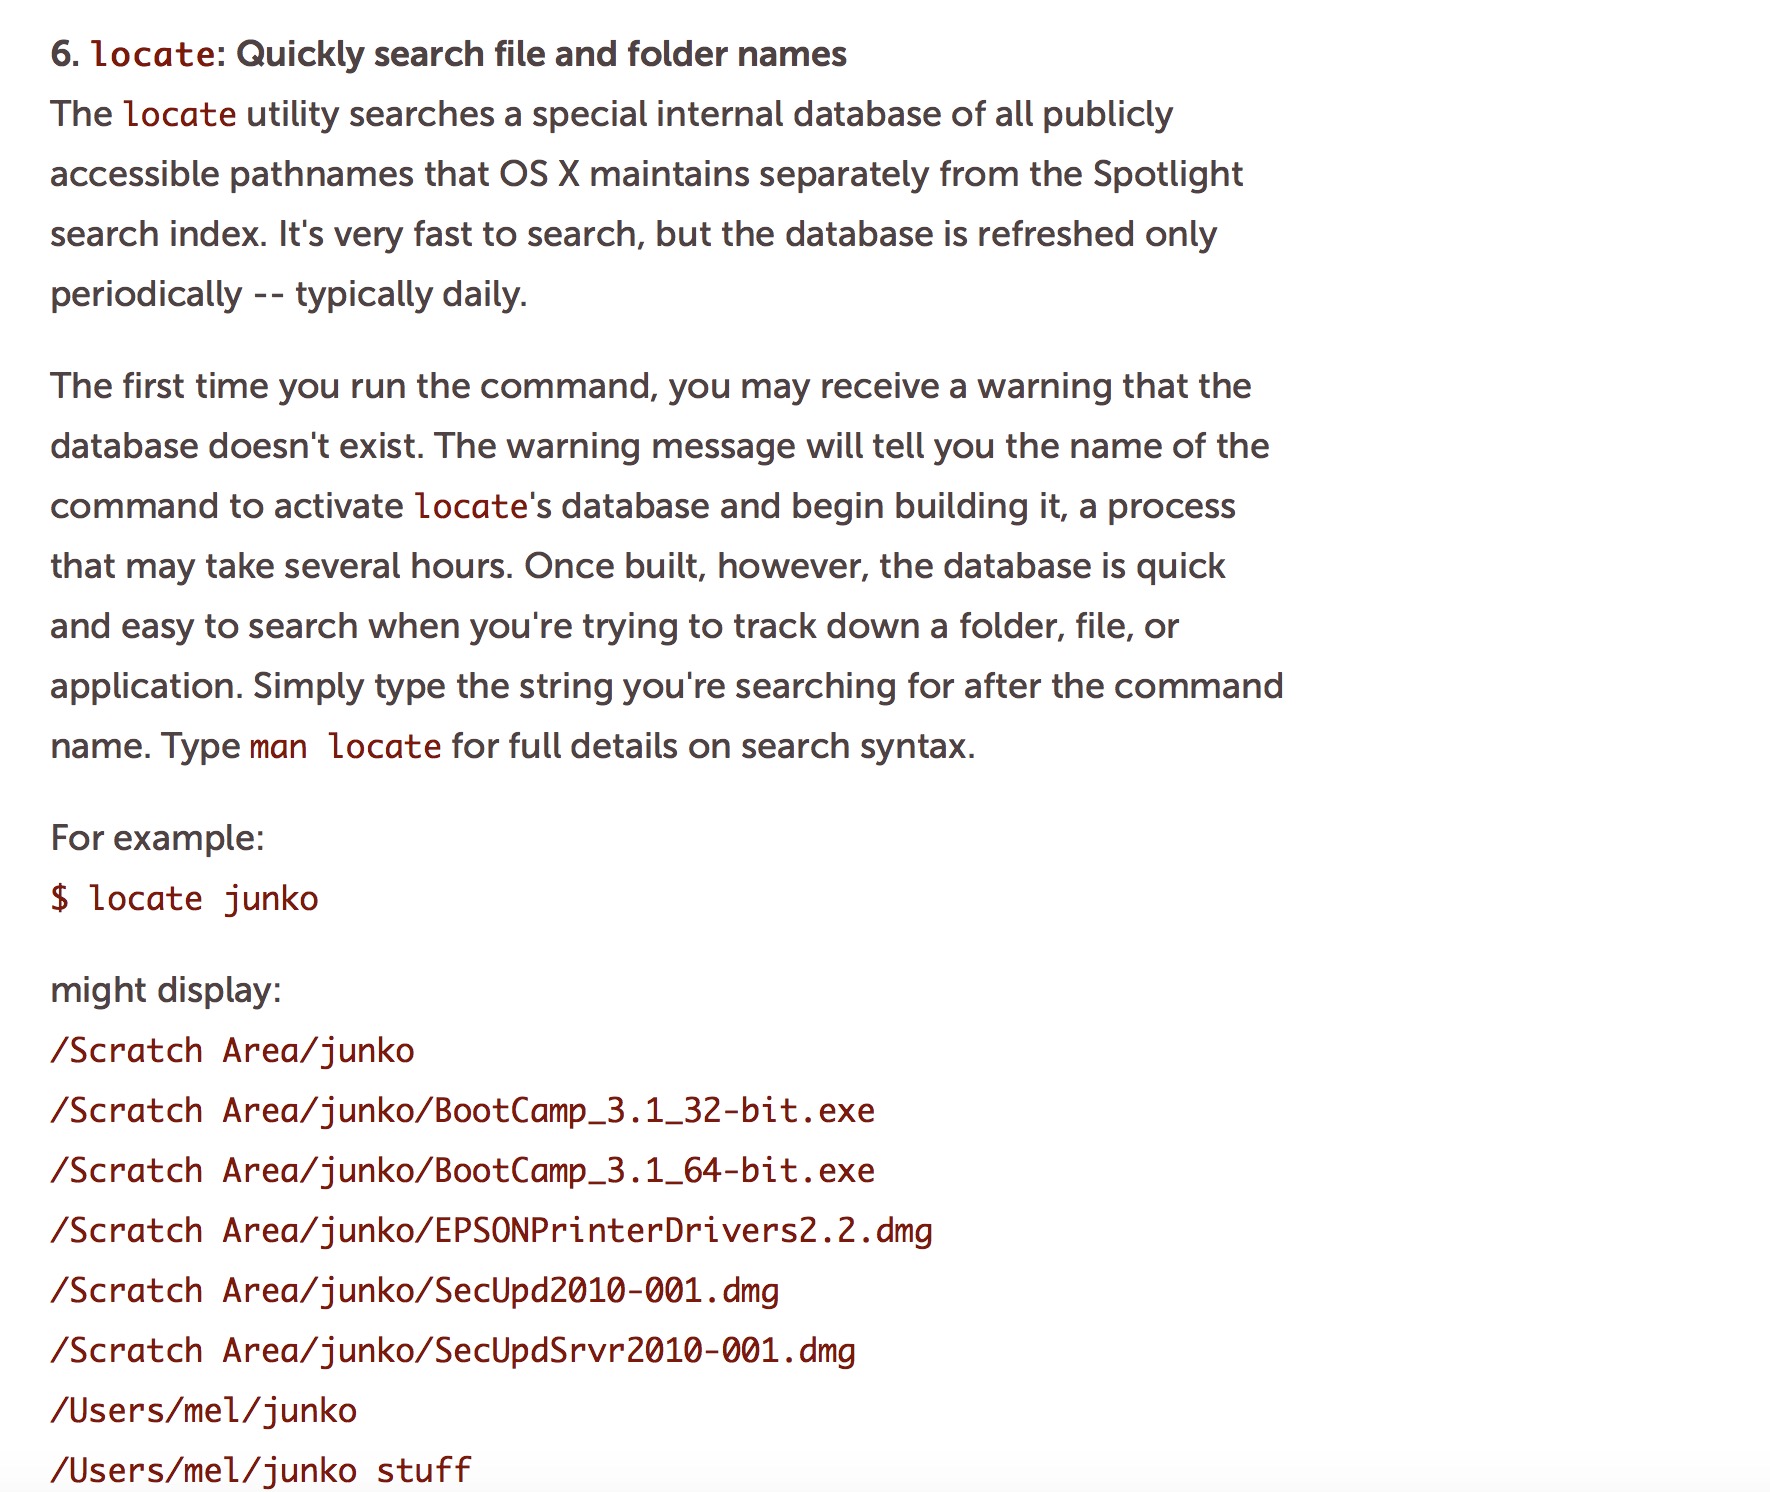 6. locate: Quickly search file and folder names
The locate utility searches a special internal database of all publicly
accessible pathnames that OS X maintains separately from the Spotlight
search index. It's very fast to search, but the database is refreshed only
periodically -- typically daily.
The first time you run the command, you may receive a warning that the
database doesn't exist. The warning message will tell you the name of the
command to activate locate's database and begin building it, a process
that may take several hours. Once built, however, the database is quick
and easy to search when you're trying to track down a folder, file, or
application. Simply type the string you're searching for after the command
name. Type man locate for full details on search syntax.
For example:
$ locate junko
might display:
/Scratch Area/junko
/Scratch Area/junko/BootCamp_3.1_32-bit.exe
/Scratch Area/junko/BootCamp_3.1_64-bit.exe
/Scratch Area/junko/EPSONPrinterDrivers2.2.dmg
/Scratch Area/junko/SecUpd2010-001.dmg
/Scratch Area/junko/SecUpdSrvr2010-001.dmg
/Users/mel/junko
/Users/mel/junko stuff